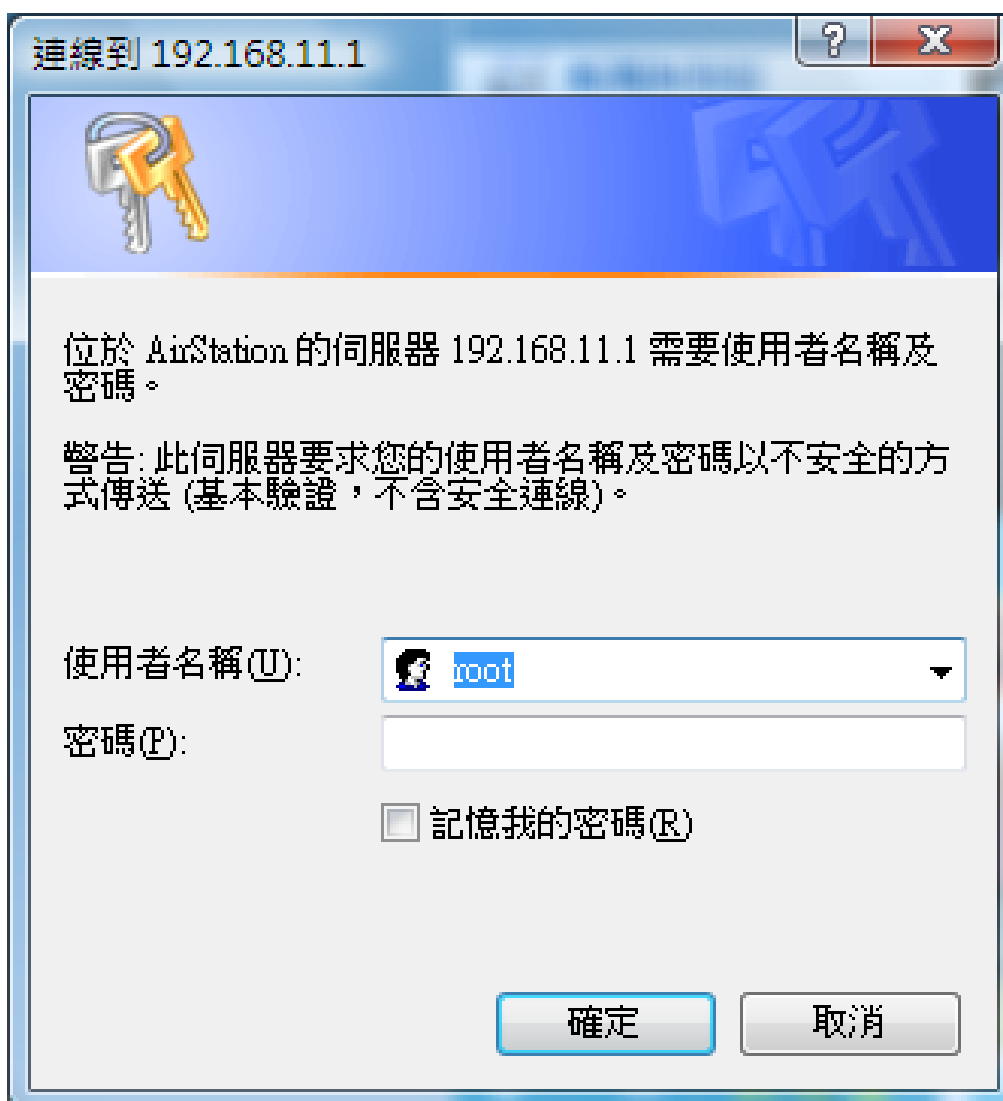 連線到 192.168.11.1
位於 AirStation 的伺服器 192.168.11.1 需要使用者名稱及
密碼。
警告: 此伺服器要求您的使用者名稱及密碼以不安全的方
式傳送 (基本驗證，不含安全連線)。
使用者名稱(U): root
密碼(P):
記憶我的密碼(R)
確定 取消